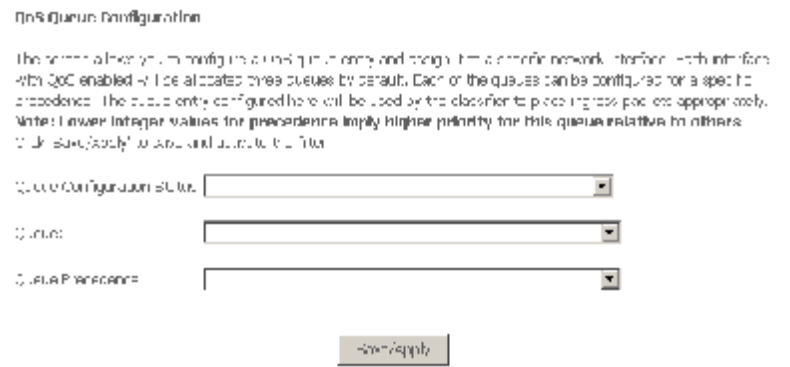 QoS Queue Configuration
The screen allows you to configure a QoS queue entry and assign it to a specific network interface. Each interface
with QoS enabled will be allocated three queues by default. Each of the queues can be configured for a specific
precedence. The queue entry configured here will be used by the classifier to place ingress packets appropriately.
Note: Lower integer values for precedence imply higher priority for this queue relative to others
Click 'Save/Apply' to save and activate the filter
Queue Configuration Status
Queue:
Queue Precedence
Save/Apply